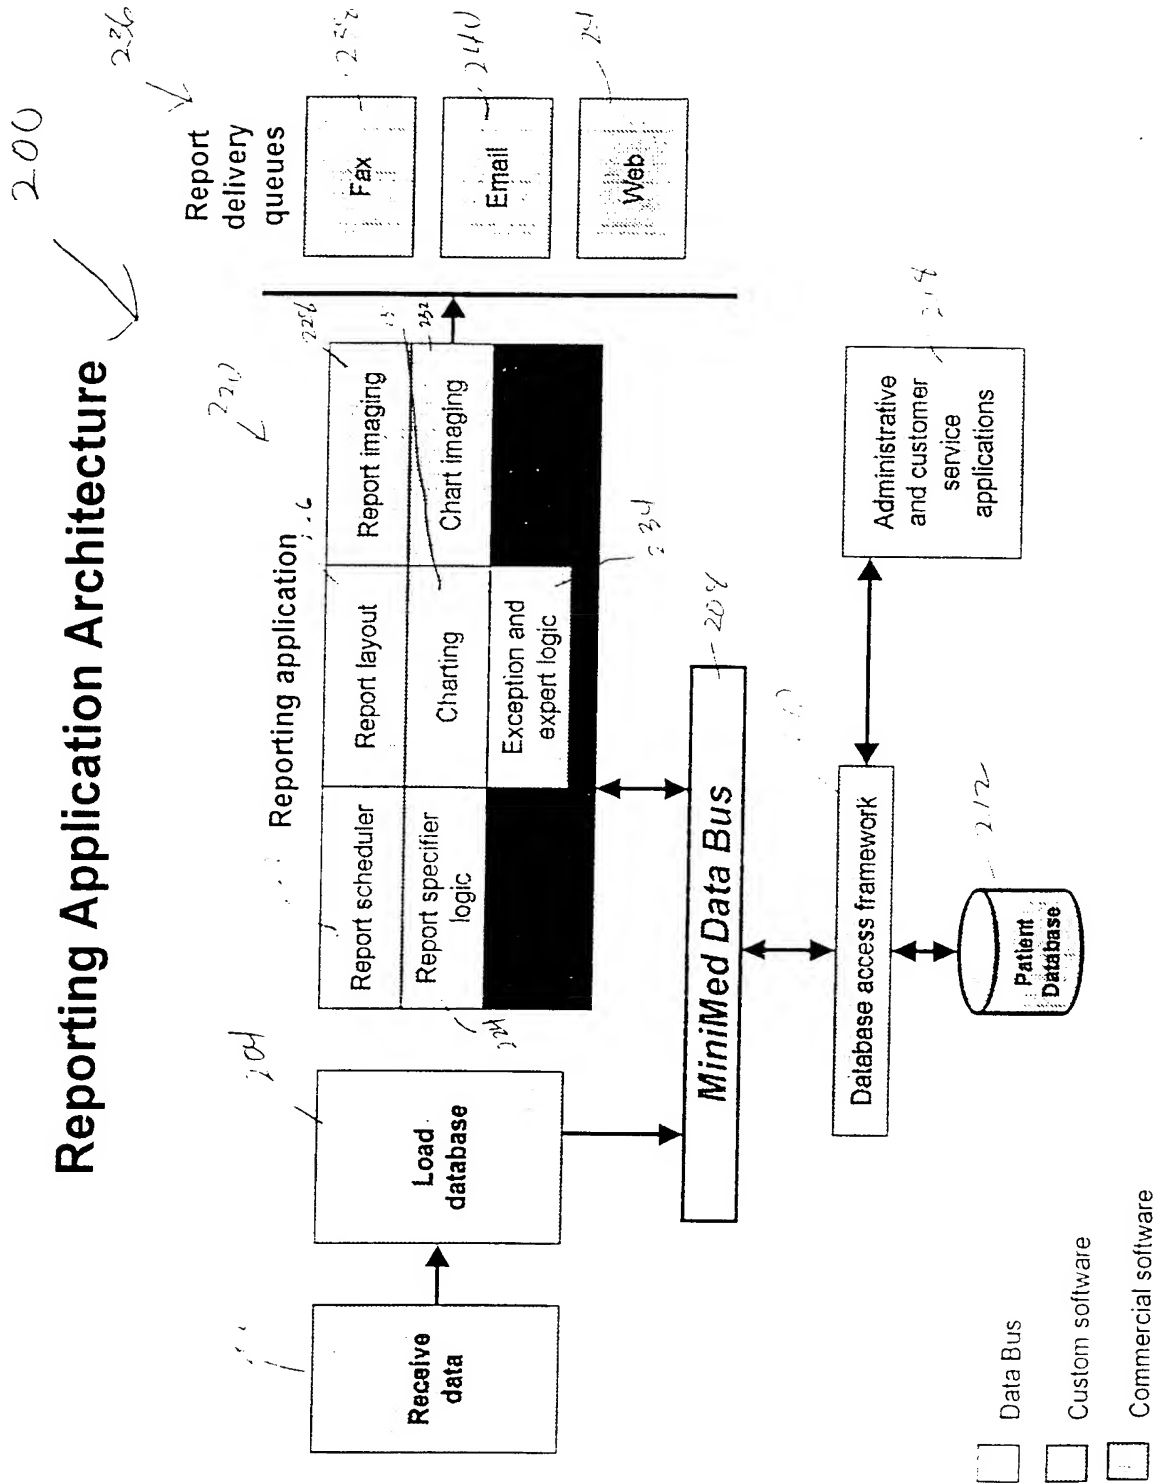 Reporting Application Architecture
200
236
Report
delivery
queues
Fax
Email
240
Web
Reporting application
220
Report scheduler
Report layout
Report imaging
228
Report specifier
logic
224
Charting
Chart imaging
232
Exception and
expert logic
234
Receive
data
Load
database
204
MiniMed Data Bus
208
Database access framework
Patient
Database
212
Administrative
and customer
service
applications
218
Data Bus
Custom software
Commercial software